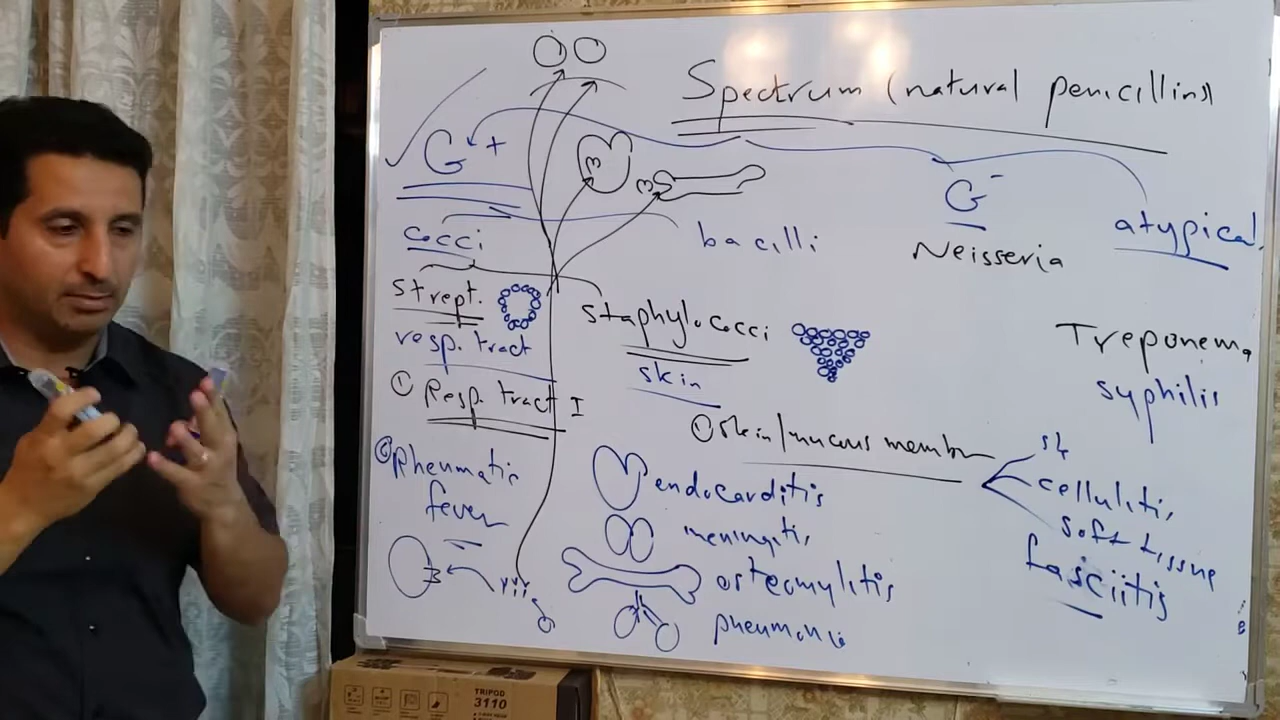 Spectrum (natural penicillins)
G +
G -
atypical
cocci
bacilli
Neisseria
strept.
staphylococci
resp. tract
skin
Treponema
syphilis
① Resp. tract I
① skin/mucus membr
② Rheumatic
fever
endocarditis
meningitis
osteomylitis
pneumonia
cellulitis
soft tissue
fasciitis
TRIPOD
3110